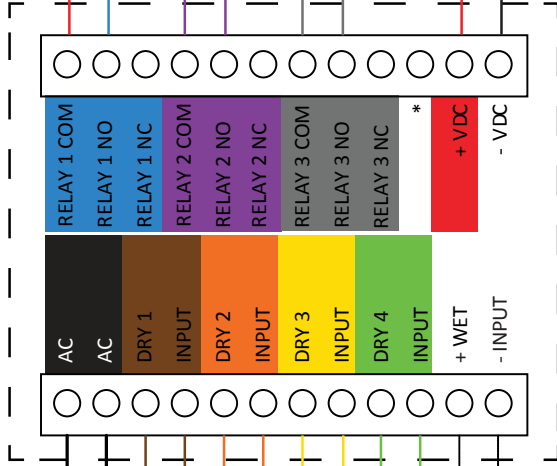 RELAY 1 COM
RELAY 1 NO
RELAY 1 NC
RELAY 2 COM
RELAY 2 NO
RELAY 2 NC
RELAY 3 COM
RELAY 3 NO
RELAY 3 NC
*
+ VDC
- VDC
AC
AC
DRY 1
INPUT
DRY 2
INPUT
DRY 3
INPUT
DRY 4
INPUT
+ WET
- INPUT